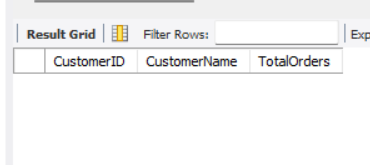 Result Grid Filter Rows: Exp
CustomerID CustomerName TotalOrders